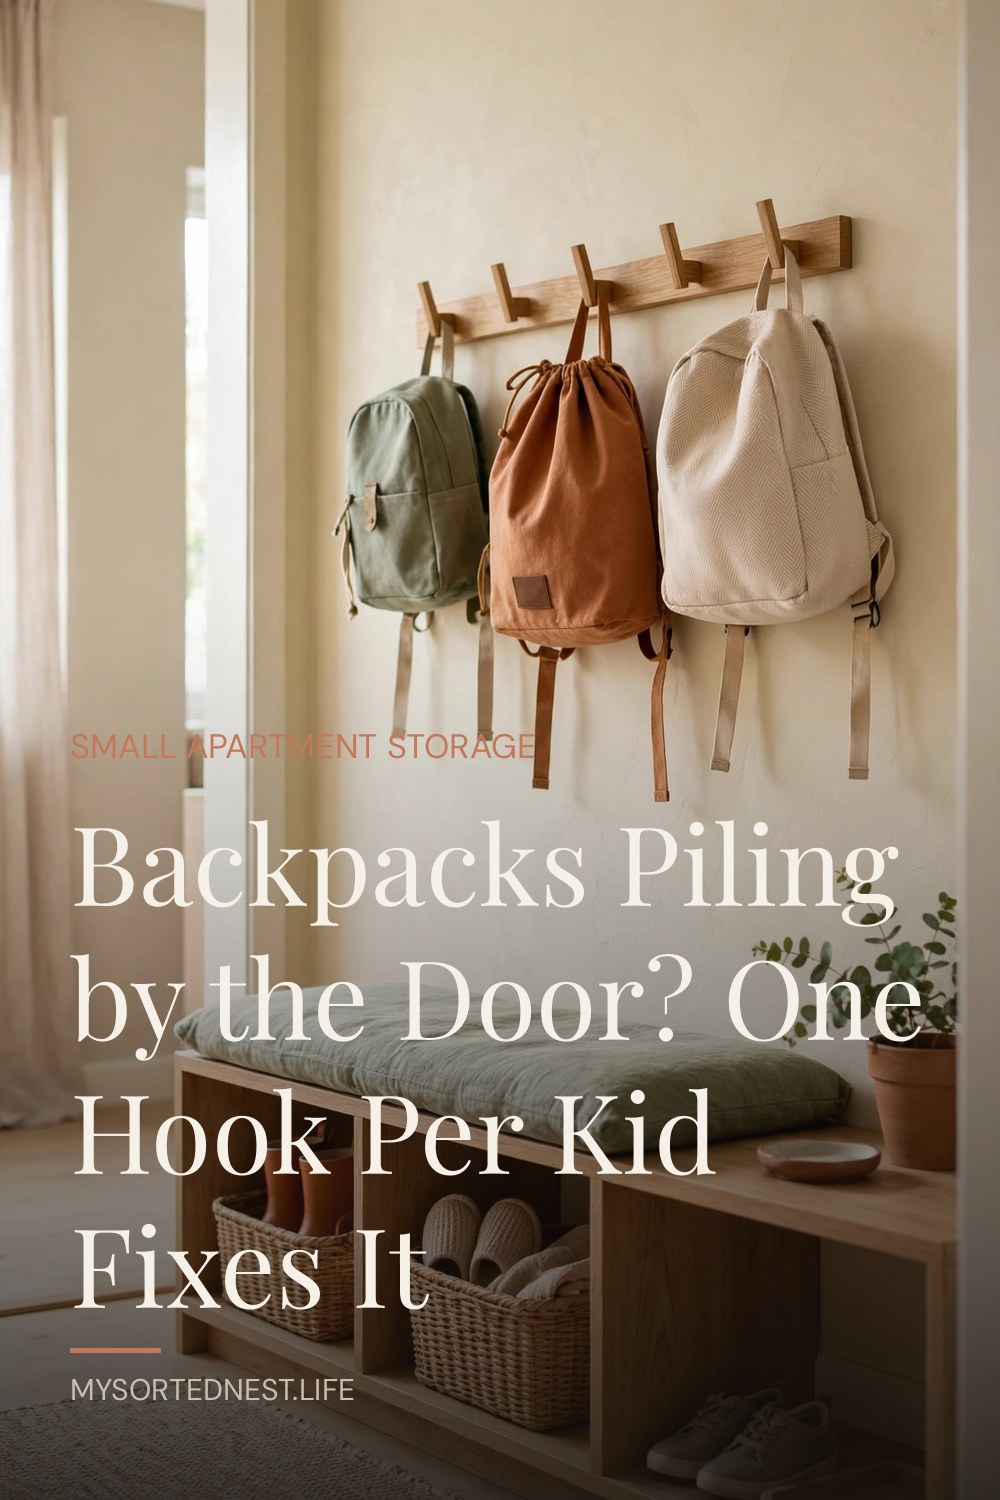 SMALL APARTMENT STORAGE
Backpacks Piling
by the Door? One
Hook Per Kid
Fixes It
MYSORTEDNEST.LIFE